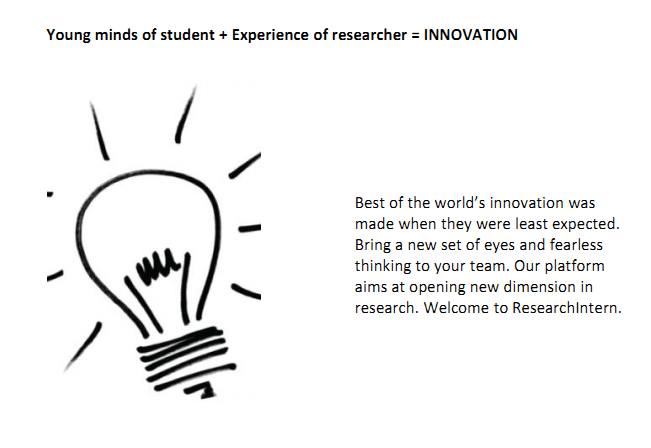 Young minds of student + Experience of researcher = INNOVATION
Best of the world's innovation was
made when they were least expected.
Bring a new set of eyes and fearless
thinking to your team. Our platform
aims at opening new dimension in
research. Welcome to ResearchIntern.